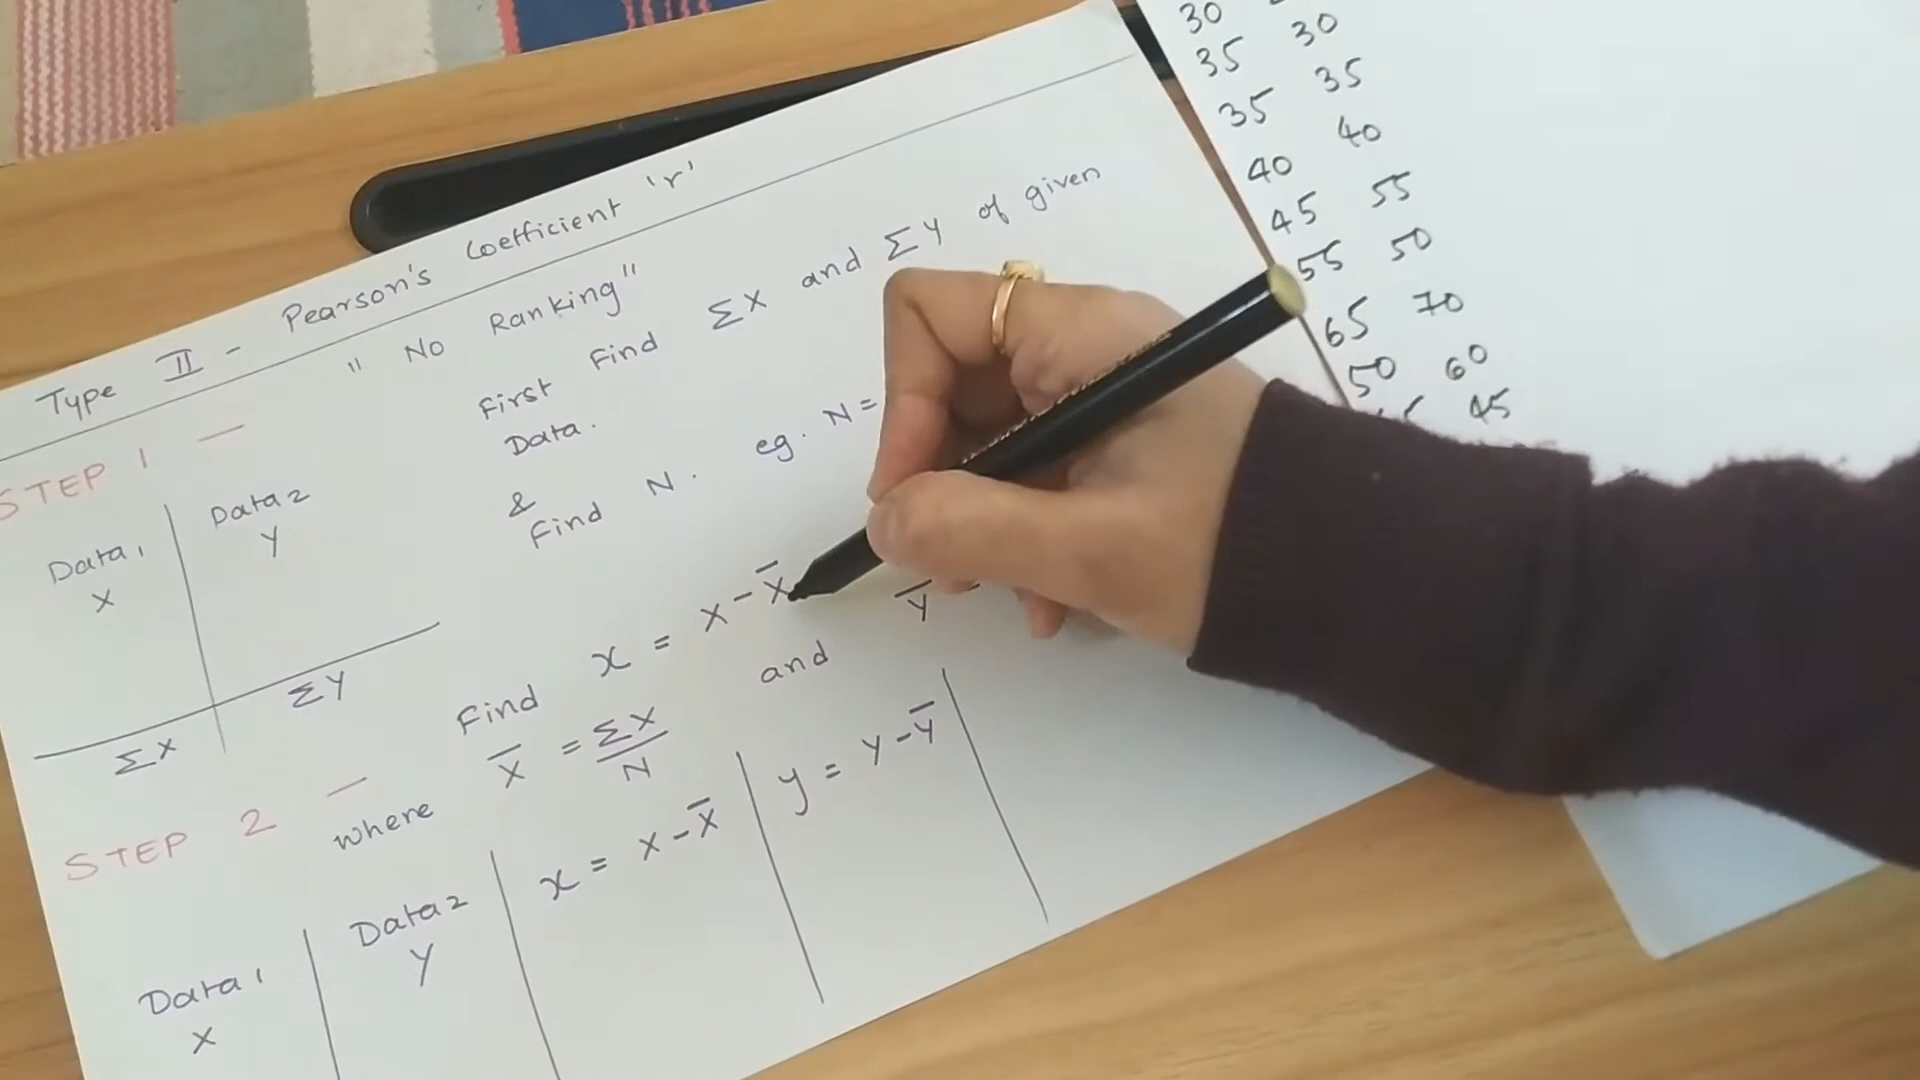 Type II - Pearson's Coefficient 'r'
" No Ranking"
STEP 1 —
First Find ΣX and ΣY of given
Data.
&
Find N. eg. N=
Data 1 Data 2
X Y
ΣX ΣY
STEP 2 —
Find x = X - X̅
and Y̅
where X̅ = ΣX/N
Data 1 Data 2 x = X - X̅ y = Y - Y̅
X Y
30
35 30
35 35
40 40
45 55
55 50
65 70
50 60
45